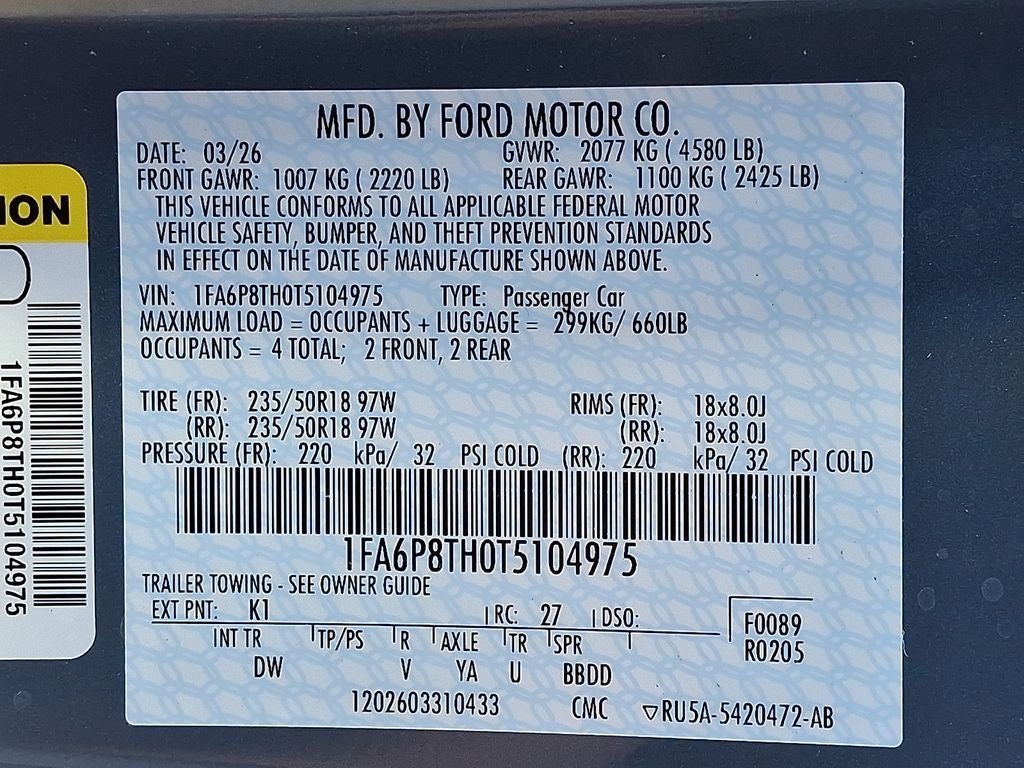 MFD. BY FORD MOTOR CO.
DATE: 03/26 GVWR: 2077 KG ( 4580 LB)
FRONT GAWR: 1007 KG ( 2220 LB) REAR GAWR: 1100 KG ( 2425 LB)
THIS VEHICLE CONFORMS TO ALL APPLICABLE FEDERAL MOTOR
VEHICLE SAFETY, BUMPER, AND THEFT PREVENTION STANDARDS
IN EFFECT ON THE DATE OF MANUFACTURE SHOWN ABOVE.
VIN: 1FA6P8TH0T5104975 TYPE: Passenger Car
MAXIMUM LOAD = OCCUPANTS + LUGGAGE = 299KG/ 660LB
OCCUPANTS = 4 TOTAL; 2 FRONT, 2 REAR
TIRE (FR): 235/50R18 97W RIMS (FR): 18x8.0J
(RR): 235/50R18 97W (RR): 18x8.0J
PRESSURE (FR): 220 kPa/ 32 PSI COLD (RR): 220 kPa/ 32 PSI COLD
1FA6P8TH0T5104975
TRAILER TOWING - SEE OWNER GUIDE
EXT PNT: K1 RC: 27 DSO:
F0089
R0205
INT TR TP/PS R AXLE TR SPR
DW V YA U BBDD
1202603310433 CMC ▽RU5A-5420472-AB
ION
1FA6P8TH0T5104975